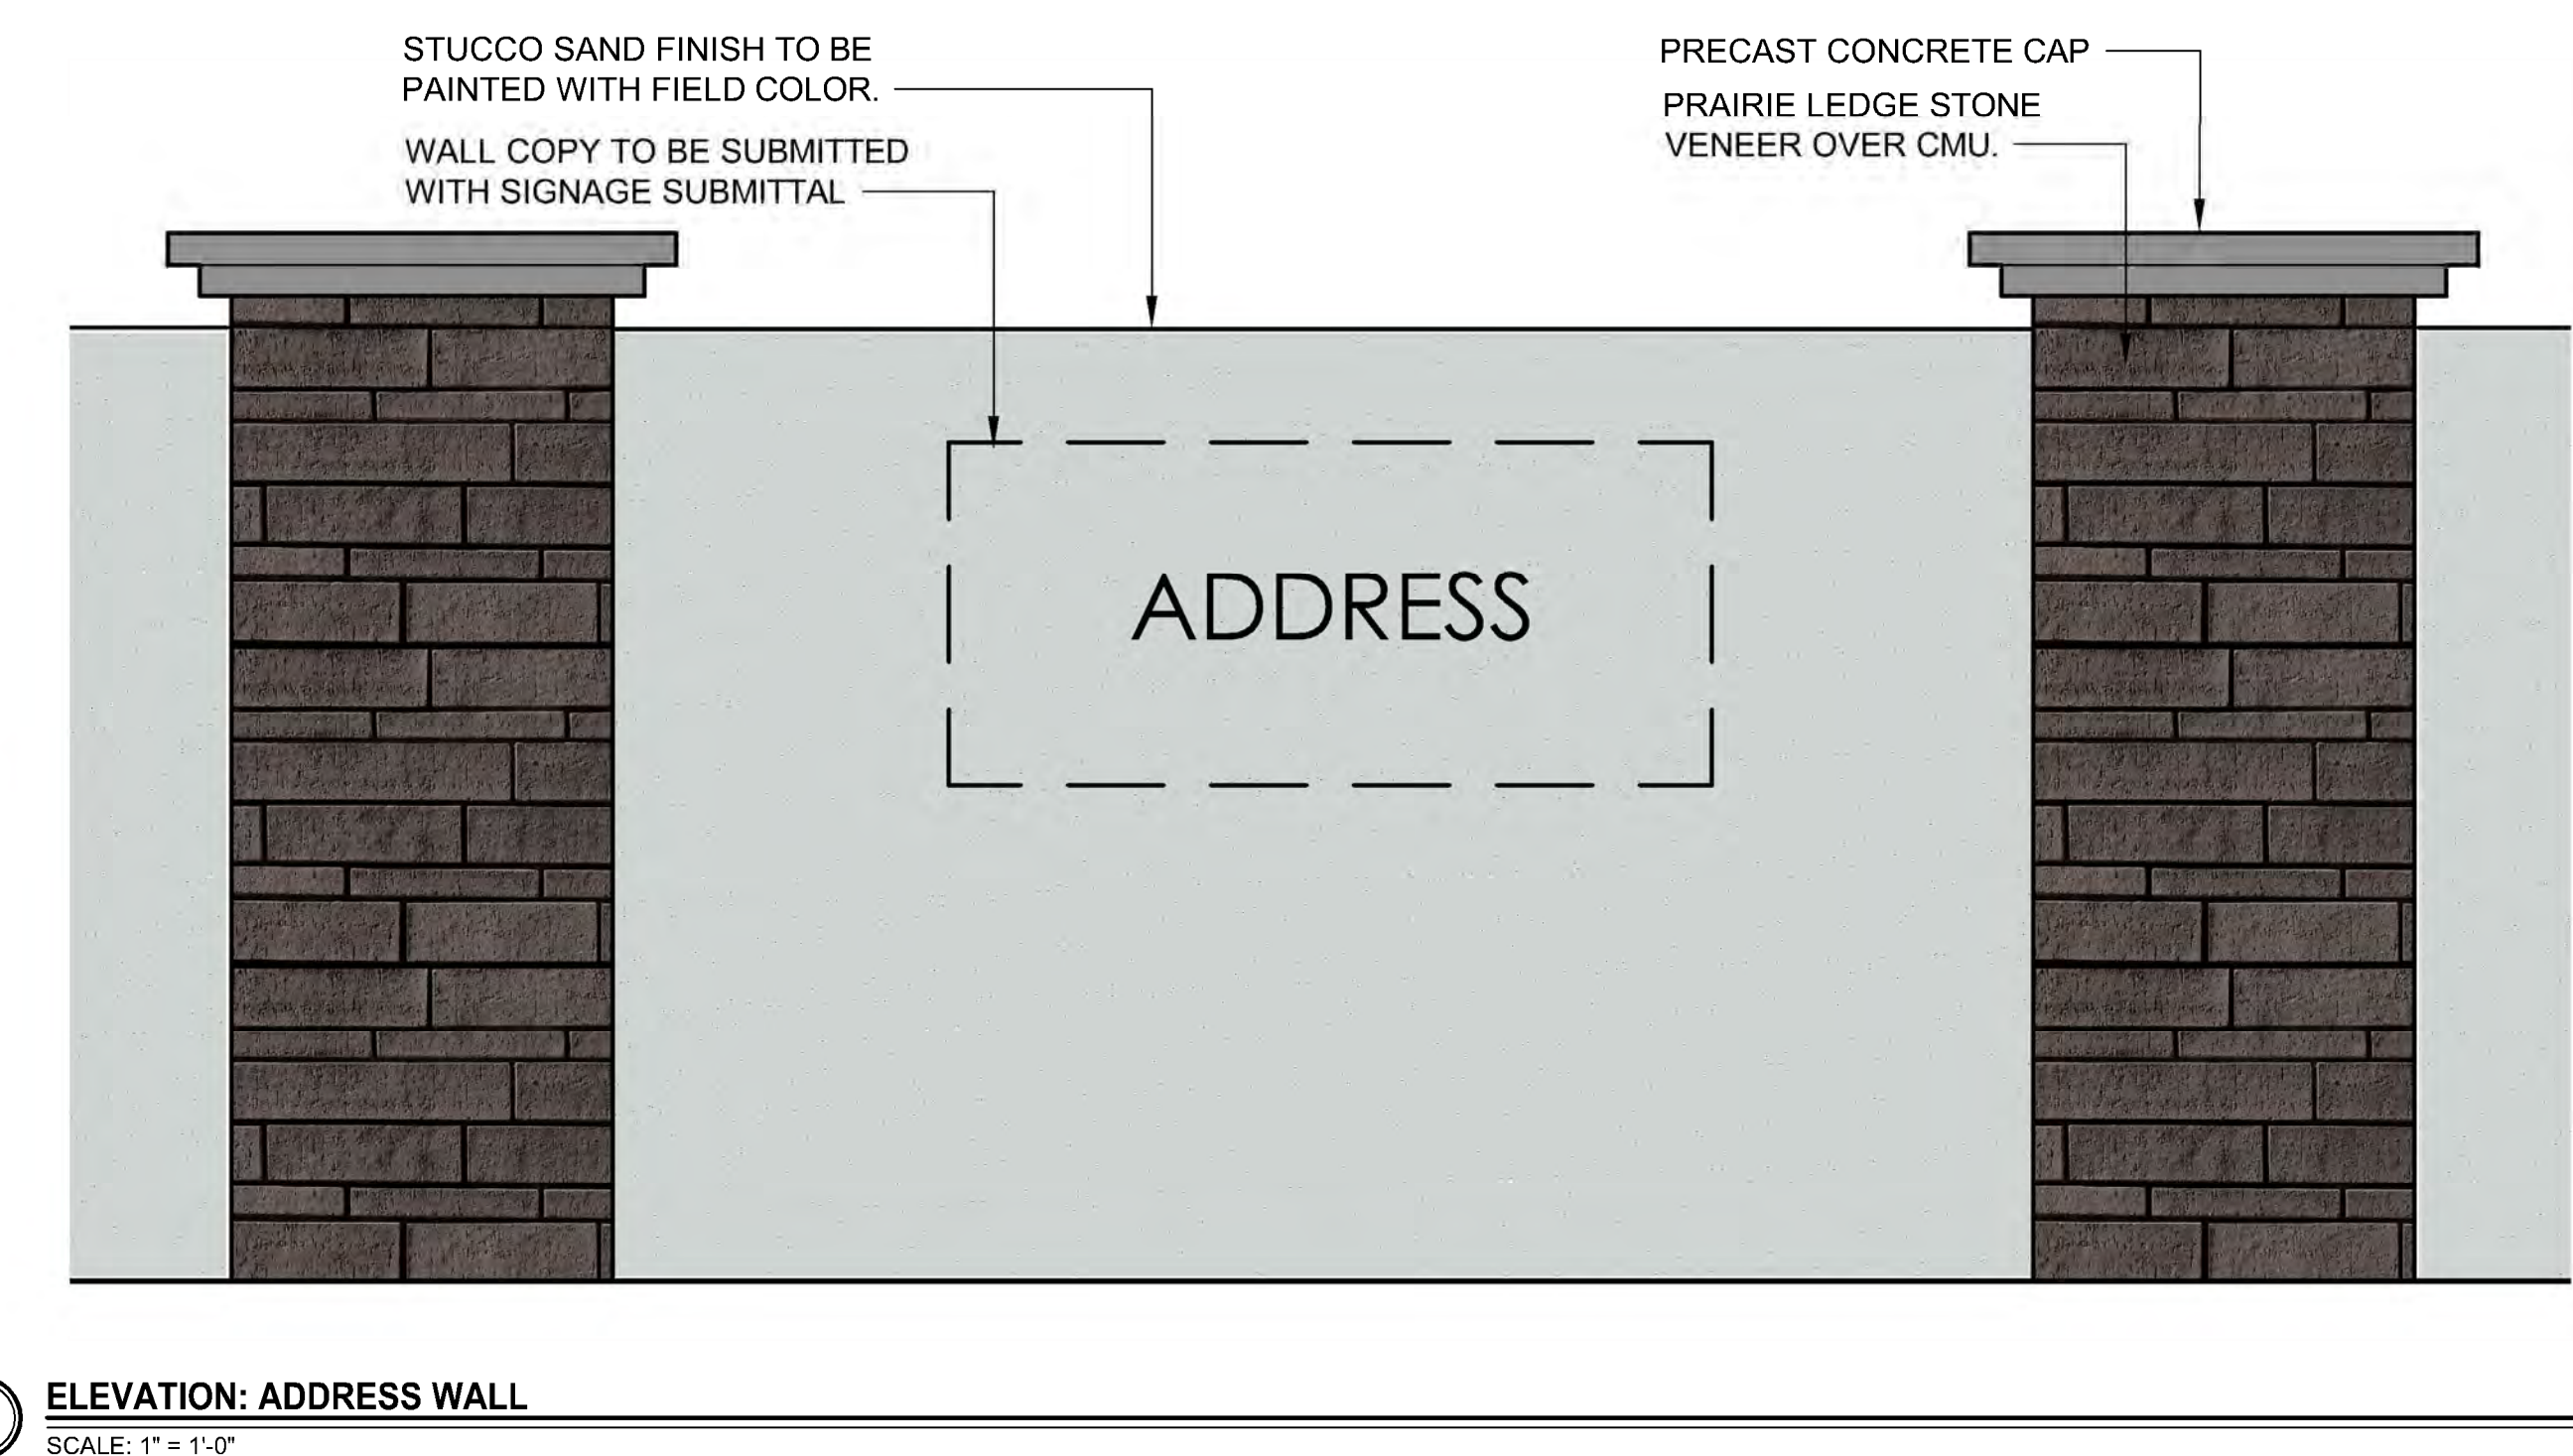 STUCCO SAND FINISH TO BE
PAINTED WITH FIELD COLOR.
WALL COPY TO BE SUBMITTED
WITH SIGNAGE SUBMITTAL
PRECAST CONCRETE CAP
PRAIRIE LEDGE STONE
VENEER OVER CMU.
ADDRESS
ELEVATION: ADDRESS WALL
SCALE: 1" = 1'-0"